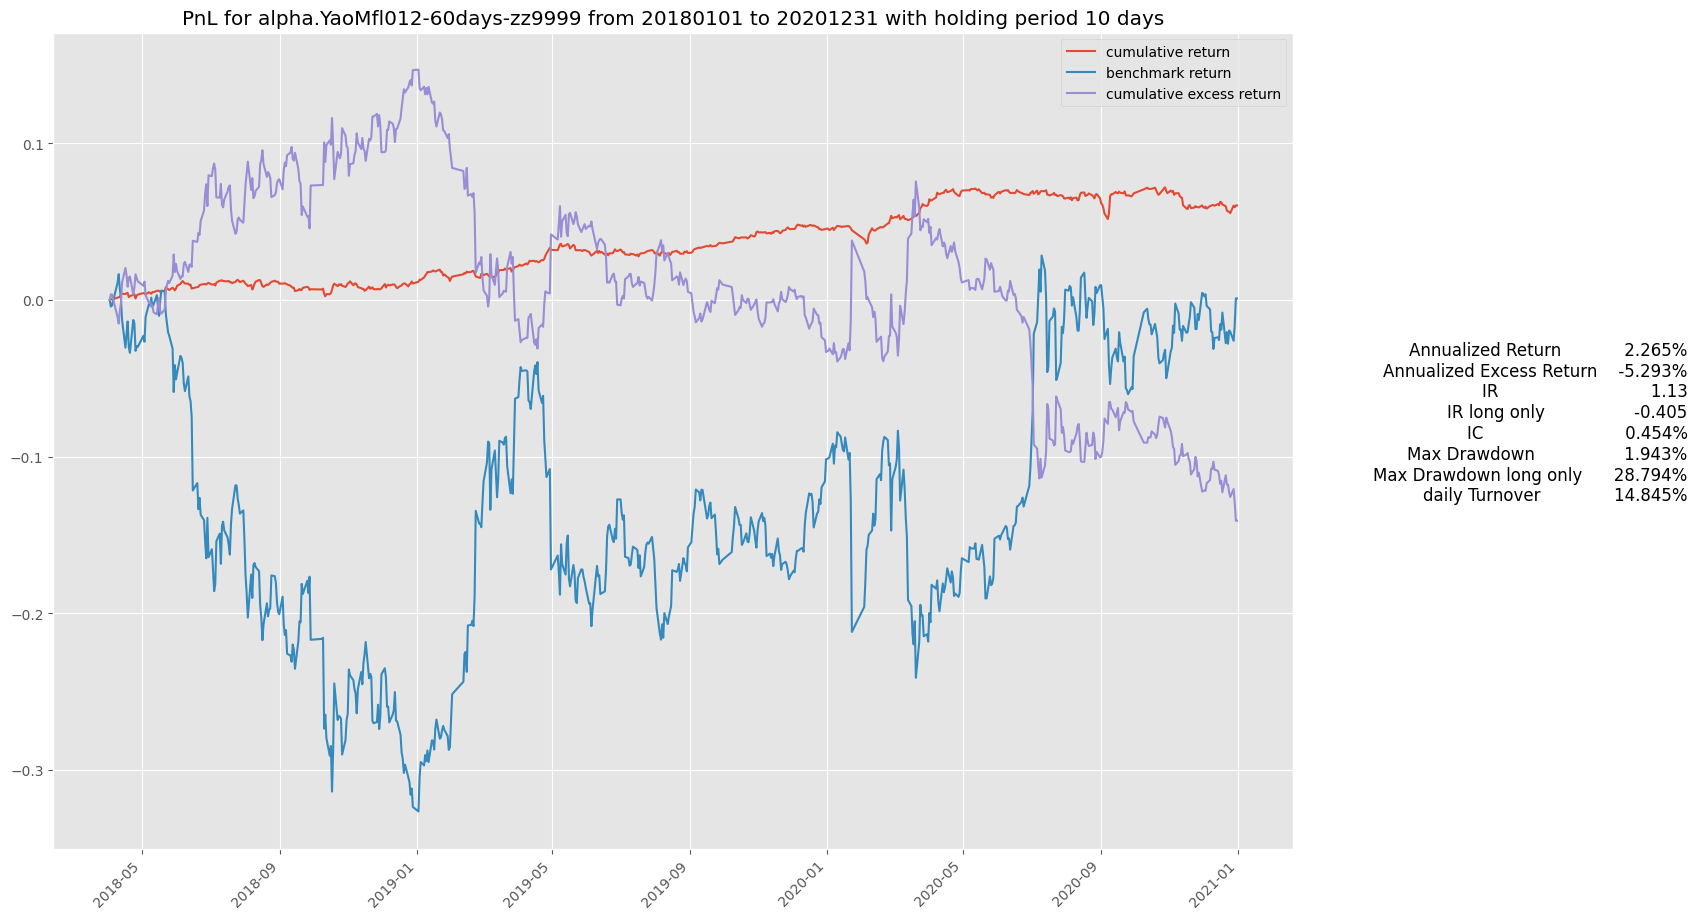 PnL for alpha.YaoMfl012-60days-zz9999 from 20180101 to 20201231 with holding period 10 days
cumulative return
benchmark return
cumulative excess return
0.1
0.0
−0.1
−0.2
−0.3
2018-05
2018-09
2019-01
2019-05
2019-09
2020-01
2020-05
2020-09
2021-01
Annualized Return 2.265%
Annualized Excess Return -5.293%
IR 1.13
IR long only -0.405
IC 0.454%
Max Drawdown 1.943%
Max Drawdown long only 28.794%
daily Turnover 14.845%